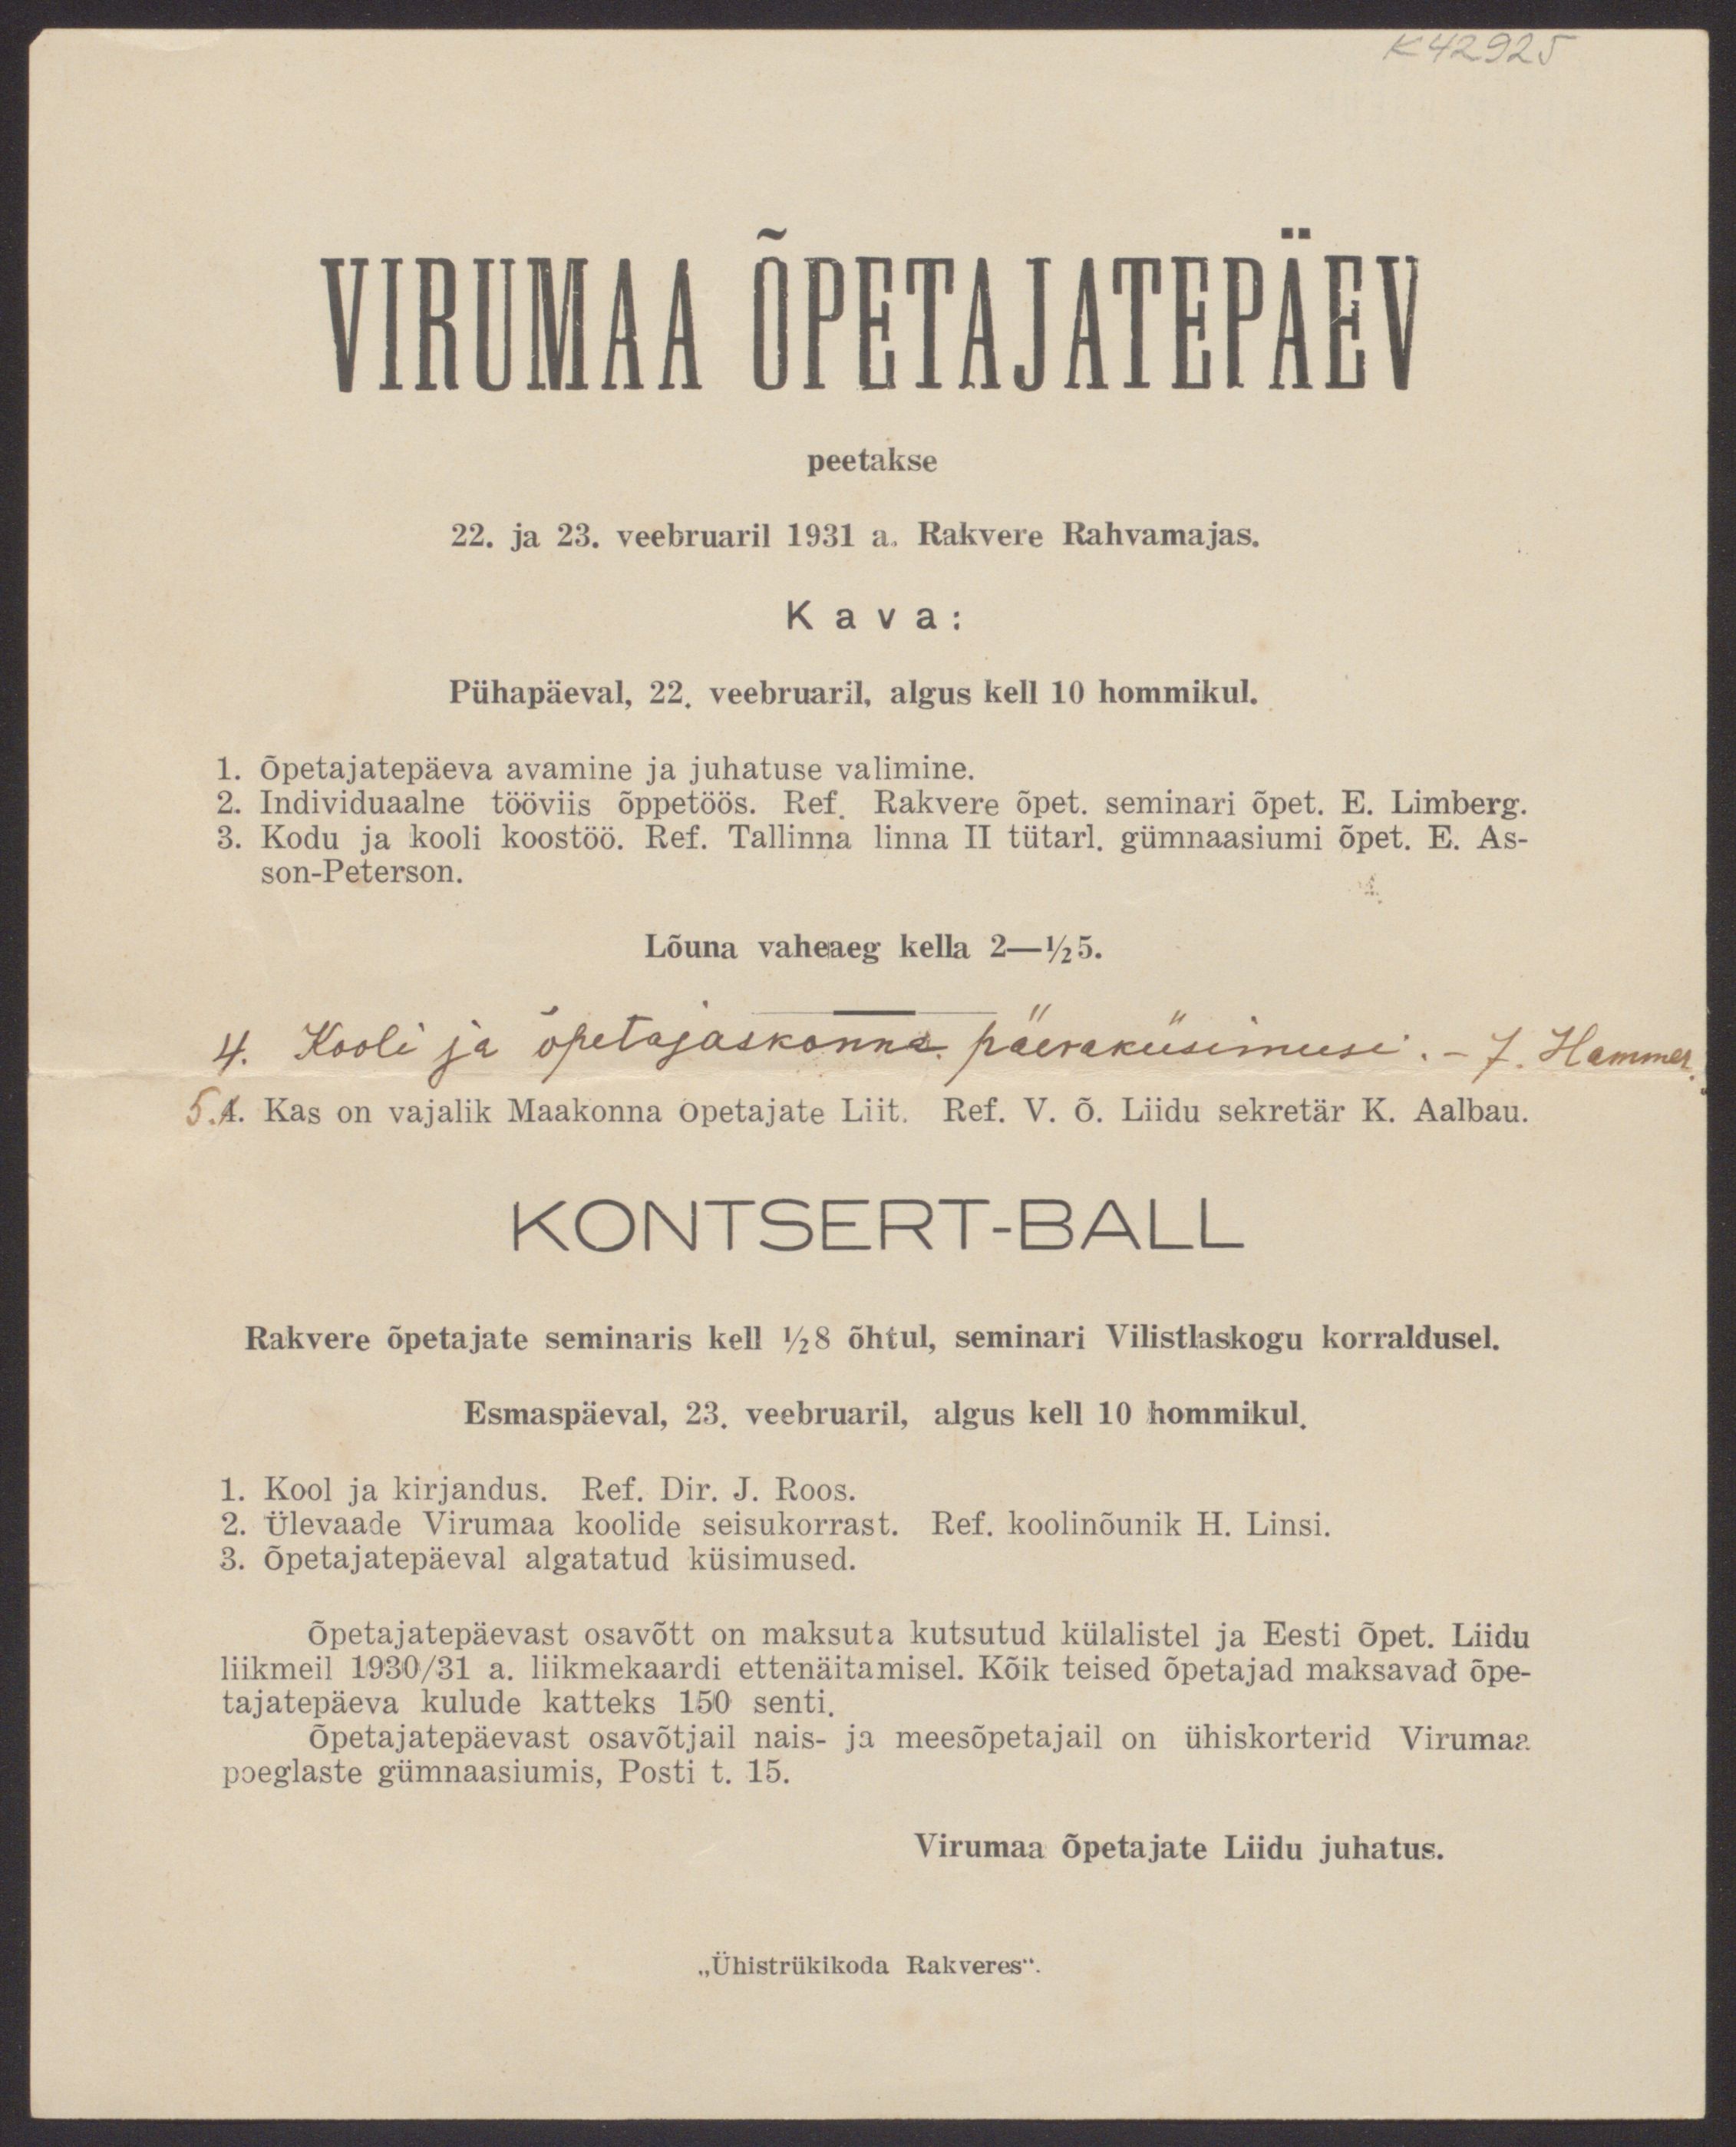 K42925
VIRUMAA ÕPETAJATEPÄEV
peetakse
22. ja 23. veebruaril 1931 a. Rakvere Rahvamajas.
Kava:
Pühapäeval, 22. veebruaril, algus kell 10 hommikul.
1. Õpetajatepäeva avamine ja juhatuse valimine.
2. Individuaalne tööviis õppetöös. Ref. Rakvere õpet. seminari õpet. E. Limberg.
3. Kodu ja kooli koostöö. Ref. Tallinna linna II tütarl. gümnaasiumi õpet. E. As-
son-Peterson.
Lõuna vaheaeg kella 2—½5.
4. Kooli ja õpetajaskonna päevaküsimusi. - J. Hammer.
5. 4. Kas on vajalik Maakonna Õpetajate Liit. Ref. V. Õ. Liidu sekretär K. Aalbau.
KONTSERT-BALL
Rakvere õpetajate seminaris kell ½8 õhtul, seminari Vilistlaskogu korraldusel.
Esmaspäeval, 23. veebruaril, algus kell 10 hommikul.
1. Kool ja kirjandus. Ref. Dir. J. Roos.
2. Ülevaade Virumaa koolide seisukorrast. Ref. koolinõunik H. Linsi.
3. Õpetajatepäeval algatatud küsimused.
Õpetajatepäevast osavõtt on maksuta kutsutud külalistel ja Eesti Õpet. Liidu
liikmeil 1930/31 a. liikmekaardi ettenäitamisel. Kõik teised õpetajad maksavad õpe-
tajatepäeva kulude katteks 150 senti.
Õpetajatepäevast osavõtjail nais- ja meesõpetajail on ühiskorterid Virumaa
poeglaste gümnaasiumis, Posti t. 15.
Virumaa Õpetajate Liidu juhatus.
„Ühistrükikoda Rakveres“.